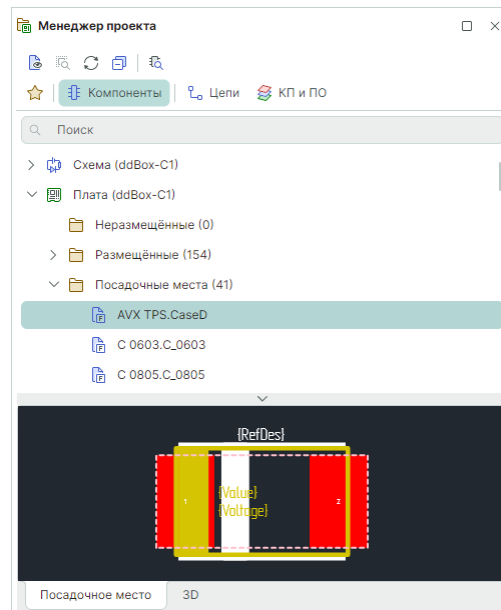 Менеджер проекта
Компоненты
Цепи
КП и ПО
Поиск
Схема (ddBox-C1)
Плата (ddBox-C1)
Неразмещённые (0)
Размещённые (154)
Посадочные места (41)
AVX TPS.CaseD
C 0603.C_0603
C 0805.C_0805
{RefDes}
{Value}
1
2
{Voltage}
Посадочное место
3D